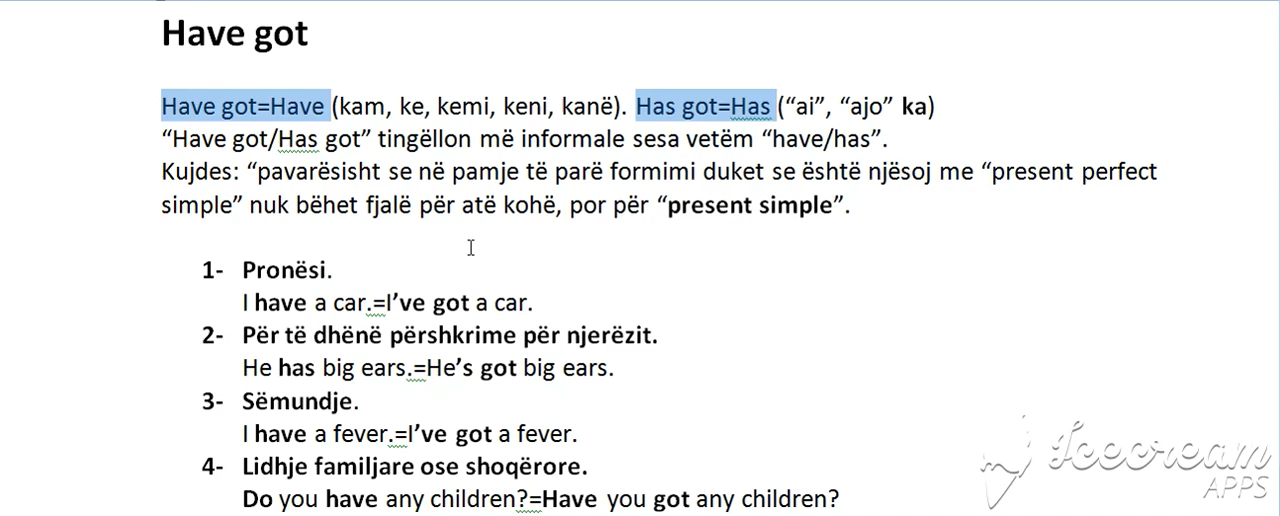 Have got
Have got=Have (kam, ke, kemi, keni, kanë). Has got=Has (“ai”, “ajo” ka)
“Have got/Has got” tingëllon më informale sesa vetëm “have/has”.
Kujdes: “pavarësisht se në pamje të parë formimi duket se është njësoj me “present perfect
simple” nuk bëhet fjalë për atë kohë, por për “present simple”.
1- Pronësi.
I have a car.=I’ve got a car.
2- Për të dhënë përshkrime për njerëzit.
He has big ears.=He’s got big ears.
3- Sëmundje.
I have a fever.=I’ve got a fever.
4- Lidhje familjare ose shoqërore.
Do you have any children?=Have you got any children?
Icecream
APPS